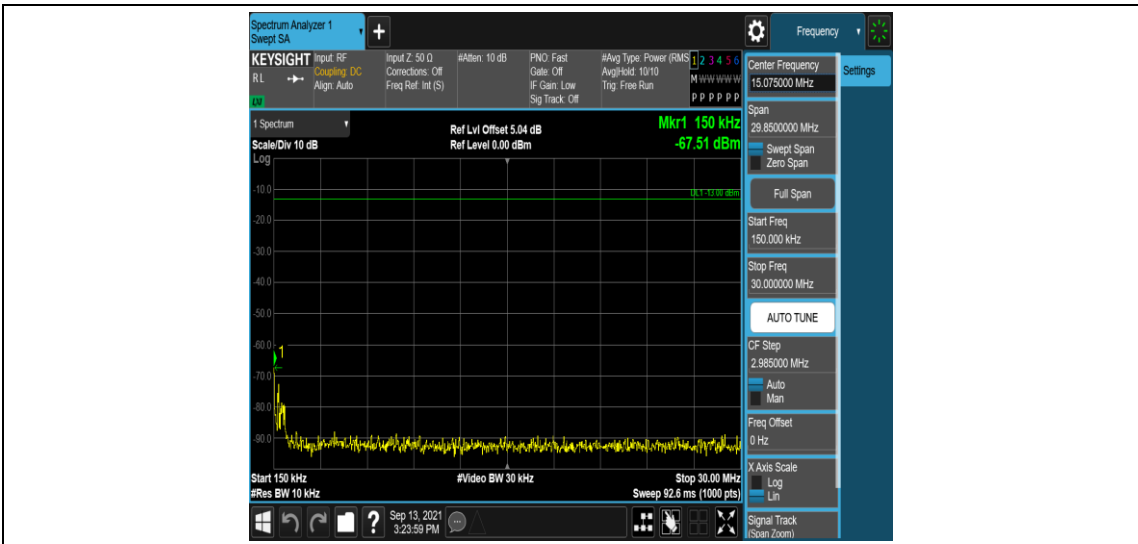 Spectrum Analyzer 1
Swept SA
+
Frequency
KEYSIGHT
RL
LXI
Input: RF
Coupling: DC
Align: Auto
Input Z: 50 Ω
Corrections: Off
Freq Ref: Int (S)
#Atten: 10 dB
PNO: Fast
Gate: Off
IF Gain: Low
Sig Track: Off
#Avg Type: Power (RMS
Avg|Hold: 10/10
Trig: Free Run
1 2 3 4 5 6
M W W W W W
P P P P P P
1 Spectrum
Scale/Div 10 dB
Log
Ref Lvl Offset 5.04 dB
Ref Level 0.00 dBm
Mkr1 150 kHz
-67.51 dBm
DL1 -13.00 dBm
-10.0
-20.0
-30.0
-40.0
-50.0
-60.0
1
-70.0
-80.0
-90.0
Start 150 kHz
#Res BW 10 kHz
#Video BW 30 kHz
Stop 30.00 MHz
Sweep 92.6 ms (1000 pts)
?
Sep 13, 2021
3:23:59 PM
Center Frequency
15.075000 MHz
Settings
Span
29.8500000 MHz
Swept Span
Zero Span
Full Span
Start Freq
150.000 kHz
Stop Freq
30.000000 MHz
AUTO TUNE
CF Step
2.985000 MHz
Auto
Man
Freq Offset
0 Hz
X Axis Scale
Log
Lin
Signal Track
(Span Zoom)